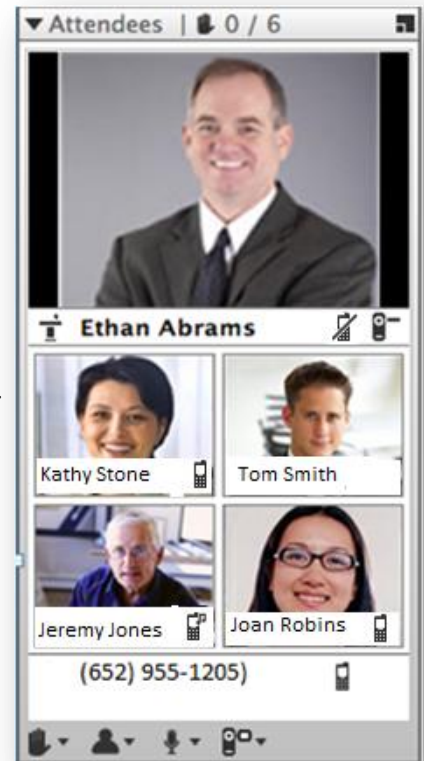 Attendees | 0 / 6
Ethan Abrams
Kathy Stone
Tom Smith
Jeremy Jones
Joan Robins
(652) 955-1205)